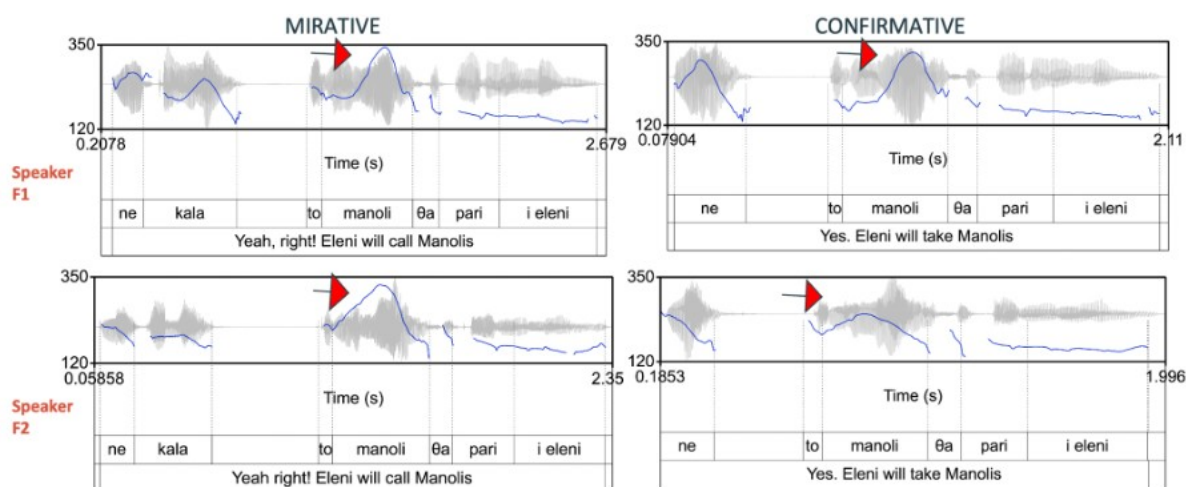 MIRATIVE
CONFIRMATIVE
350
120
0.2078
2.679
Time (s)
350
120
0.07904
2.11
Time (s)
Speaker
F1
ne kala to manoli θa pari i eleni
Yeah, right! Eleni will call Manolis
ne to manoli θa pari i eleni
Yes. Eleni will take Manolis
350
120
0.05858
2.35
Time (s)
350
120
0.1853
1.996
Time (s)
Speaker
F2
ne kala to manoli θa pari i eleni
Yeah right! Eleni will call Manolis
ne to manoli θa pari i eleni
Yes. Eleni will take Manolis